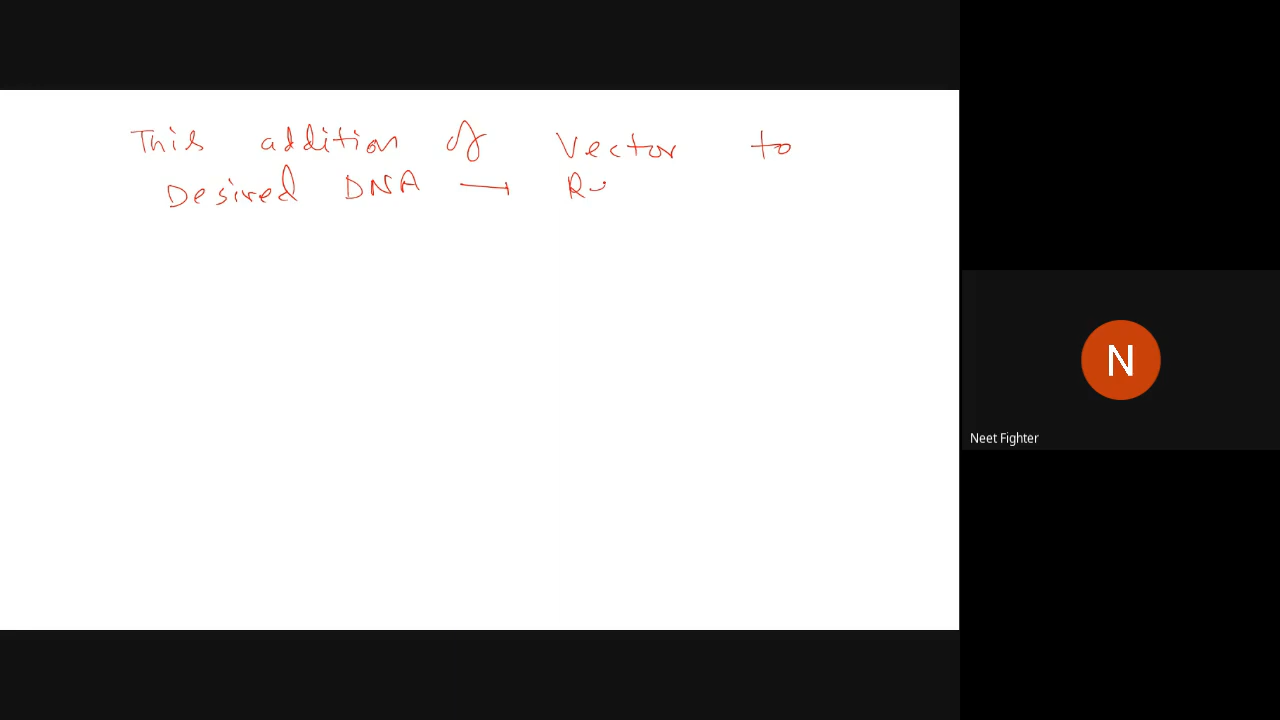 This addition of Vector to
Desired DNA — R
N
Neet Fighter